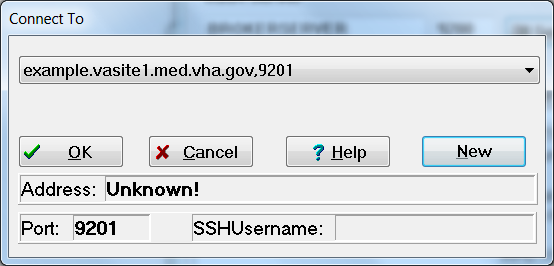 Connect To
example.vasite1.med.vha.gov,9201
OK Cancel ? Help New
Address: Unknown!
Port: 9201 SSHUsername: